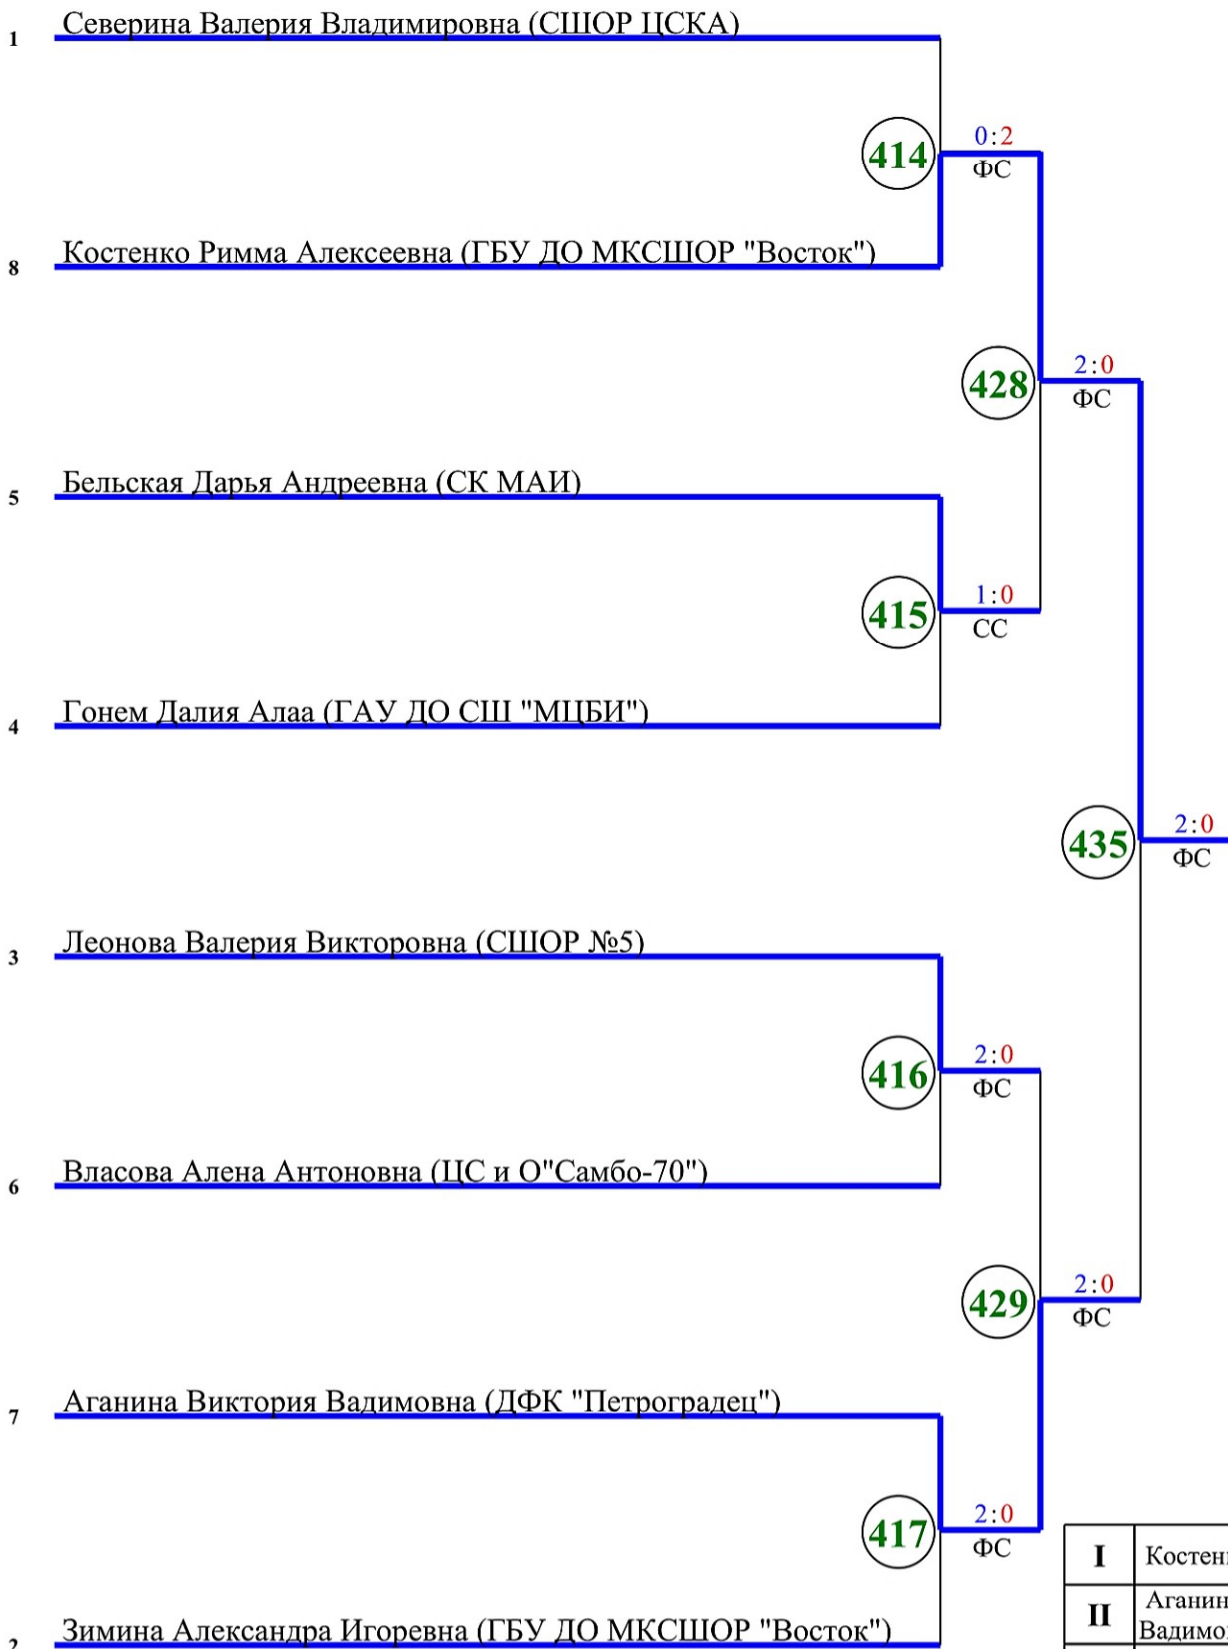 1 Северина Валерия Владимировна (СШОР ЦСКА)
414 0:2
ФС
8 Костенко Римма Алексеевна (ГБУ ДО МКСШОР "Восток")
428 2:0
ФС
5 Бельская Дарья Андреевна (СК МАИ)
415 1:0
СС
4 Гонем Далия Алаа (ГАУ ДО СШ "МЦБИ")
435 2:0
ФС
3 Леонова Валерия Викторовна (СШОР №5)
416 2:0
ФС
6 Власова Алена Антоновна (ЦС и О"Самбо-70")
429 2:0
ФС
7 Аганина Виктория Вадимовна (ДФК "Петроградец")
417 2:0
ФС
I
II
2 Зимина Александра Игоревна (ГБУ ДО МКСШОР "Восток")